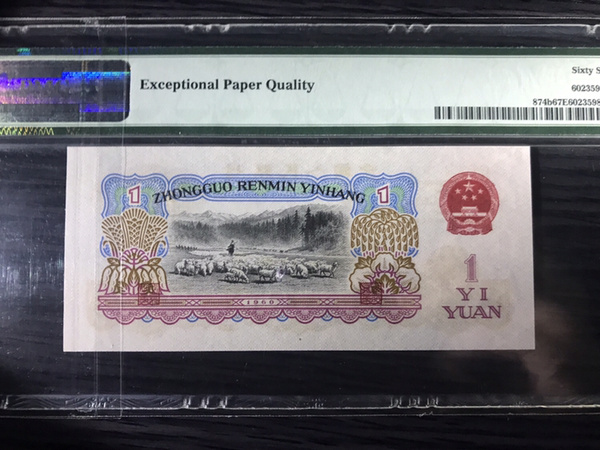 Exceptional Paper Quality
Sixty S
602359
874b67E6023598
1
ZHONGGUO RENMIN YINHANG
1
1
YI
YUAN
1960